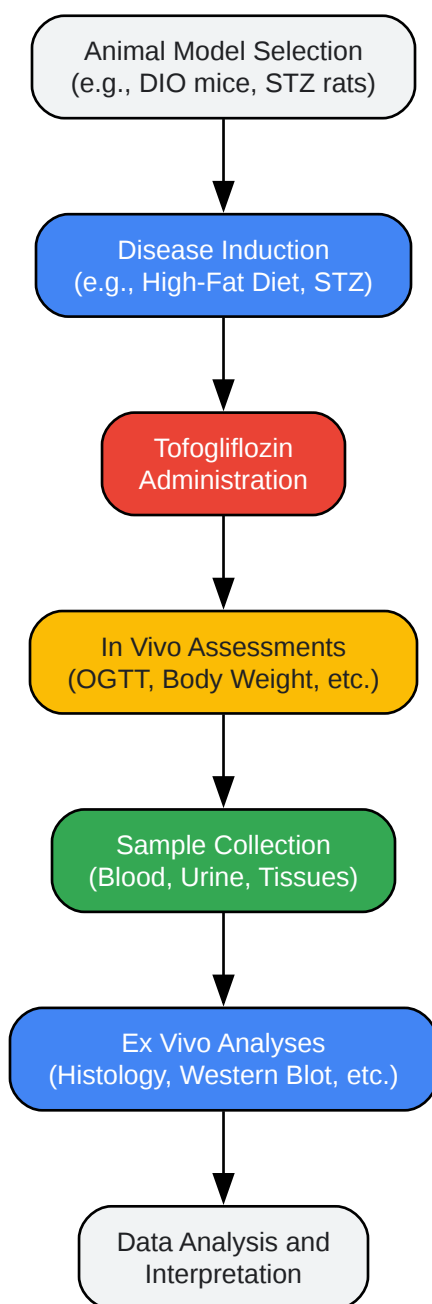 Animal Model Selection
(e.g., DIO mice, STZ rats)
Disease Induction
(e.g., High-Fat Diet, STZ)
Tofogliflozin
Administration
In Vivo Assessments
(OGTT, Body Weight, etc.)
Sample Collection
(Blood, Urine, Tissues)
Ex Vivo Analyses
(Histology, Western Blot, etc.)
Data Analysis and
Interpretation